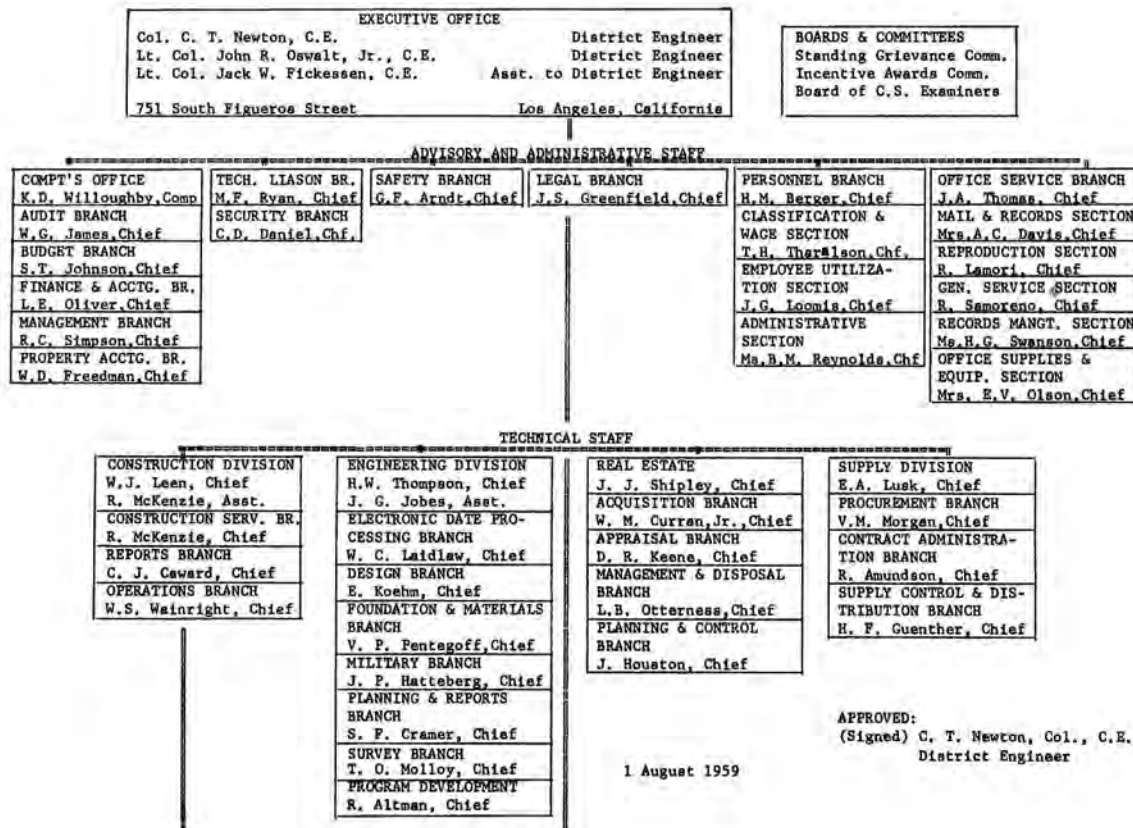 EXECUTIVE OFFICE
Col. C. T. Newton, C.E. District Engineer
Lt. Col. John R. Oswalt, Jr., C.E. District Engineer
Lt. Col. Jack W. Fickessen, C.E. Asst. to District Engineer
751 South Figueroa Street Los Angeles, California
BOARDS & COMMITTEES
Standing Grievance Comm.
Incentive Awards Comm.
Board of C.S. Examiners
ADVISORY AND ADMINISTRATIVE STAFF
COMPT'S OFFICE
K.D. Willoughby,Comp
AUDIT BRANCH
W.G. James,Chief
BUDGET BRANCH
S.T. Johnson,Chief
FINANCE & ACCTG. BR.
L.E. Oliver,Chief
MANAGEMENT BRANCH
R.C. Simpson,Chief
PROPERTY ACCTG. BR.
W.D. Freedman,Chief
TECH. LIASON BR.
M.F. Ryan, Chief
SECURITY BRANCH
C.D. Daniel,Chf.
SAFETY BRANCH
G.F. Arndt,Chief
LEGAL BRANCH
J.S. Greenfield,Chief
PERSONNEL BRANCH
H.M. Berger,Chief
CLASSIFICATION &
WAGE SECTION
T.H. Tharalson,Chf.
EMPLOYEE UTILIZA-
TION SECTION
J.G. Loomis,Chief
ADMINISTRATIVE
SECTION
Ms.B.M. Reynolds,Chf
OFFICE SERVICE BRANCH
J.A. Thomas, Chief
MAIL & RECORDS SECTION
Mrs.A.C. Davis,Chief
REPRODUCTION SECTION
R. Lamori, Chief
GEN. SERVICE SECTION
R. Samoreno, Chief
RECORDS MANGT. SECTION
Ms.H.G. Swanson,Chief
OFFICE SUPPLIES &
EQUIP. SECTION
Mrs. E.V. Olson,Chief
TECHNICAL STAFF
CONSTRUCTION DIVISION
W.J. Leen, Chief
R. McKenzie, Asst.
CONSTRUCTION SERV. BR.
R. McKenzie, Chief
REPORTS BRANCH
C. J. Caward, Chief
OPERATIONS BRANCH
W.S. Wainright, Chief
ENGINEERING DIVISION
H.W. Thompson, Chief
J. G. Jobes, Asst.
ELECTRONIC DATE PRO-
CESSING BRANCH
W. C. Laidlaw, Chief
DESIGN BRANCH
E. Koehm, Chief
FOUNDATION & MATERIALS
BRANCH
V. P. Pentegoff,Chief
MILITARY BRANCH
J. P. Hatteberg, Chief
PLANNING & REPORTS
BRANCH
S. F. Cramer, Chief
SURVEY BRANCH
T. O. Molloy, Chief
PROGRAM DEVELOPMENT
R. Altman, Chief
REAL ESTATE
J. J. Shipley, Chief
ACQUISITION BRANCH
W. M. Curran,Jr.,Chief
APPRAISAL BRANCH
D. R. Keene, Chief
MANAGEMENT & DISPOSAL
BRANCH
L.B. Otterness,Chief
PLANNING & CONTROL
BRANCH
J. Houston, Chief
SUPPLY DIVISION
E.A. Lusk, Chief
PROCUREMENT BRANCH
V.M. Morgan,Chief
CONTRACT ADMINISTRA-
TION BRANCH
R. Amundson, Chief
SUPPLY CONTROL & DIS-
TRIBUTION BRANCH
H. F. Guenther, Chief
APPROVED:
(Signed) C. T. Newton, Col., C.E.
District Engineer
1 August 1959